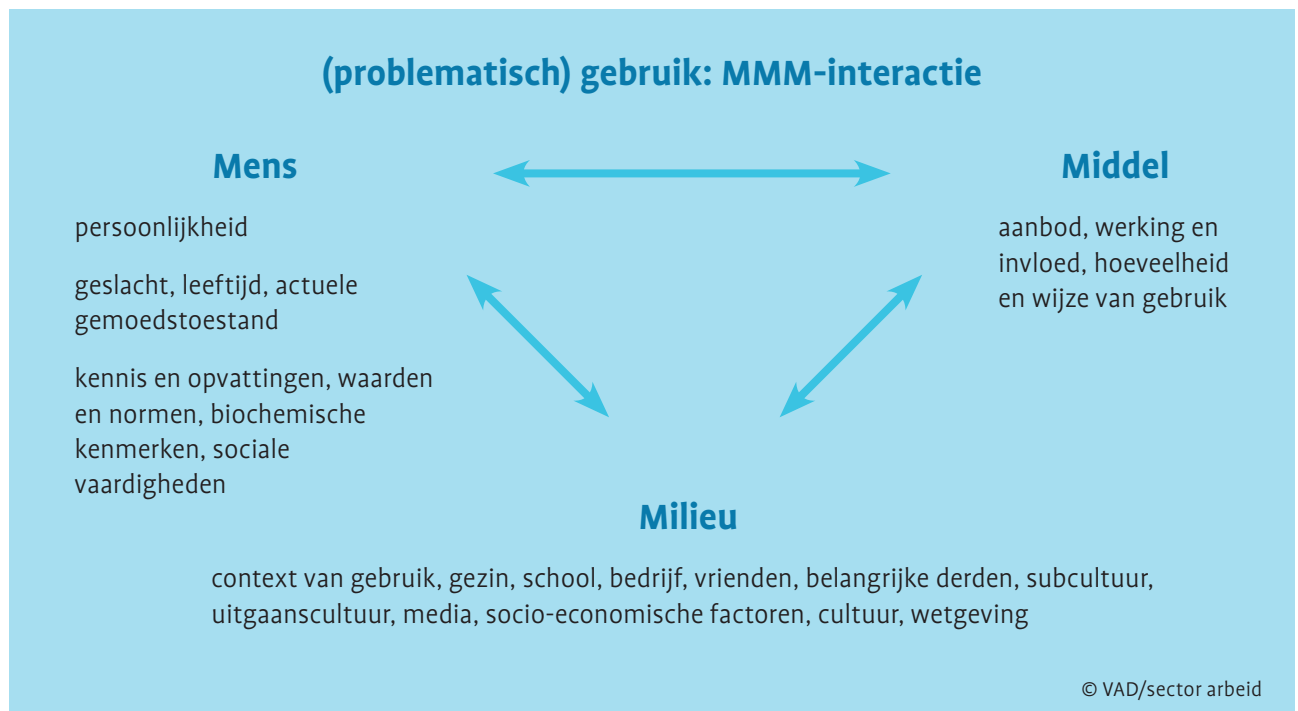 (problematisch) gebruik: MMM-interactie
Mens
persoonlijkheid
geslacht, leeftijd, actuele
gemoedstoestand
kennis en opvattingen, waarden
en normen, biochemische
kenmerken, sociale
vaardigheden
Middel
aanbod, werking en
invloed, hoeveelheid
en wijze van gebruik
Milieu
context van gebruik, gezin, school, bedrijf, vrienden, belangrijke derden, subcultuur,
uitgaanscultuur, media, socio-economische factoren, cultuur, wetgeving
© VAD/sector arbeid